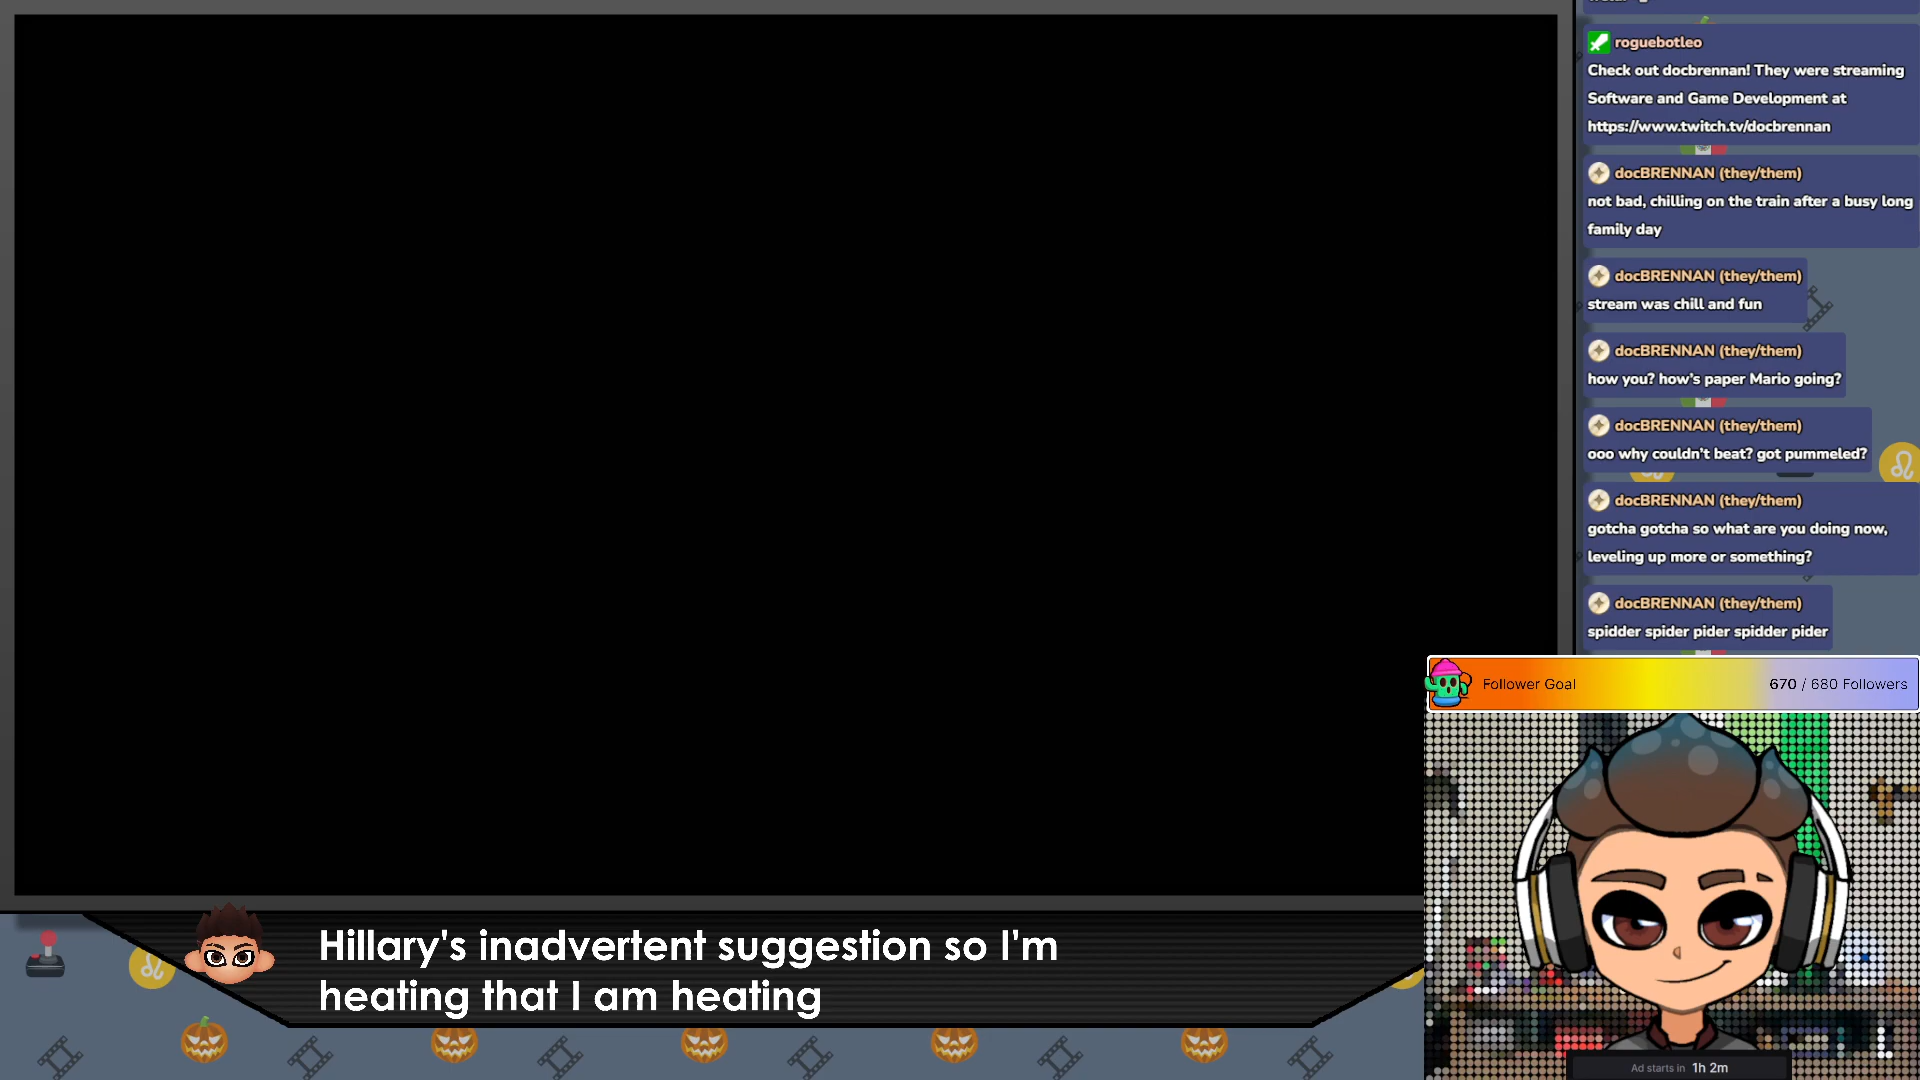 roguebotleo
Check out docbrennan! They were streaming
Software and Game Development at
https://www.twitch.tv/docbrennan
docBRENNAN (they/them)
not bad, chilling on the train after a busy long
family day
docBRENNAN (they/them)
stream was chill and fun
docBRENNAN (they/them)
how you? how's paper Mario going?
docBRENNAN (they/them)
ooo why couldn't beat? got pummeled?
docBRENNAN (they/them)
gotcha gotcha so what are you doing now,
leveling up more or something?
docBRENNAN (they/them)
spidder spider pider spidder pider
Follower Goal 670 / 680 Followers
Hillary's inadvertent suggestion so I'm
heating that I am heating
Ad starts in 1h 2m